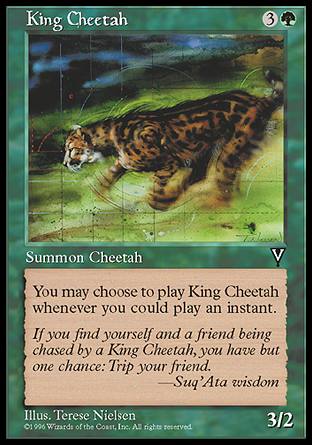 King Cheetah 3
Summon Cheetah V
You may choose to play King Cheetah
whenever you could play an instant.
If you find yourself and a friend being
chased by a King Cheetah, you have but
one chance: Trip your friend.
—Suq'Ata wisdom
Illus. Terese Nielsen
©1996 Wizards of the Coast, Inc. All rights reserved.
3/2